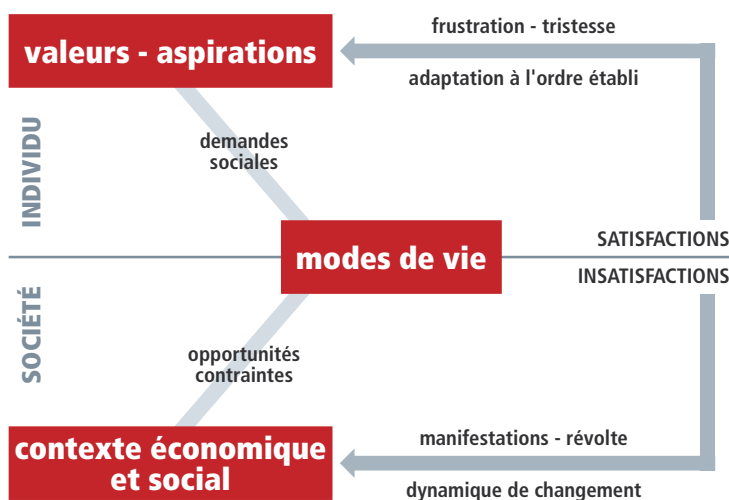 valeurs - aspirations
frustration - tristesse
adaptation à l'ordre établi
INDIVIDU
demandes
sociales
modes de vie
SATISFACTIONS
INSATISFACTIONS
SOCIÉTÉ
opportunités
contraintes
contexte économique
et social
manifestations - révolte
dynamique de changement